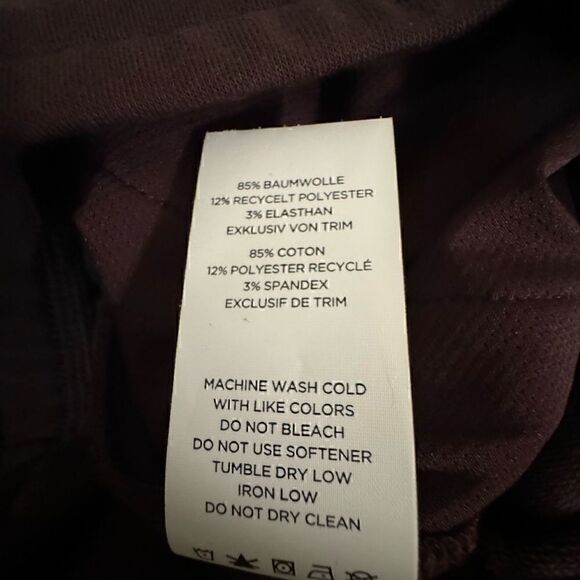 85% BAUMWOLLE
12% RECYCELT POLYESTER
3% ELASTHAN
EXKLUSIV VON TRIM
85% COTON
12% POLYESTER RECYCLÉ
3% SPANDEX
EXCLUSIF DE TRIM
MACHINE WASH COLD
WITH LIKE COLORS
DO NOT BLEACH
DO NOT USE SOFTENER
TUMBLE DRY LOW
IRON LOW
DO NOT DRY CLEAN